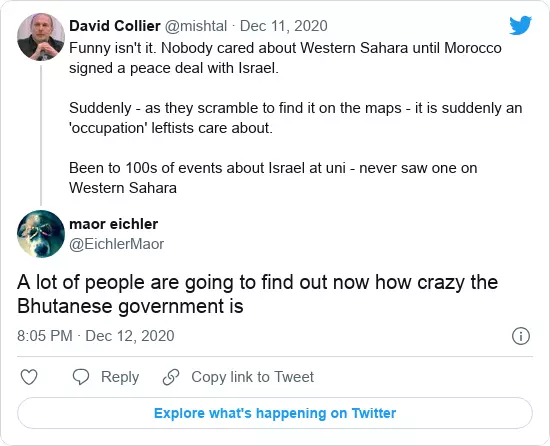 David Collier @mishtal · Dec 11, 2020
Funny isn't it. Nobody cared about Western Sahara until Morocco
signed a peace deal with Israel.
Suddenly - as they scramble to find it on the maps - it is suddenly an
'occupation' leftists care about.
Been to 100s of events about Israel at uni - never saw one on
Western Sahara
maor eichler
@EichlerMaor
A lot of people are going to find out now how crazy the
Bhutanese government is
8:05 PM · Dec 12, 2020
Reply
Copy link to Tweet
Explore what's happening on Twitter